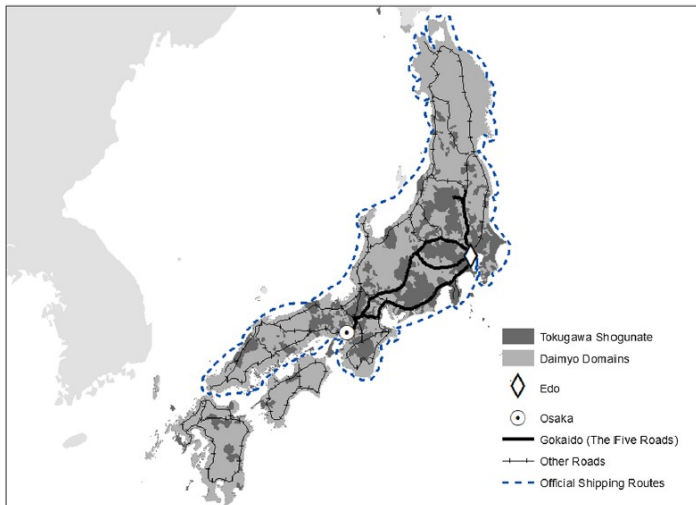 Tokugawa Shogunate
Daimyo Domains
Edo
Osaka
Gokaido (The Five Roads)
Other Roads
Official Shipping Routes